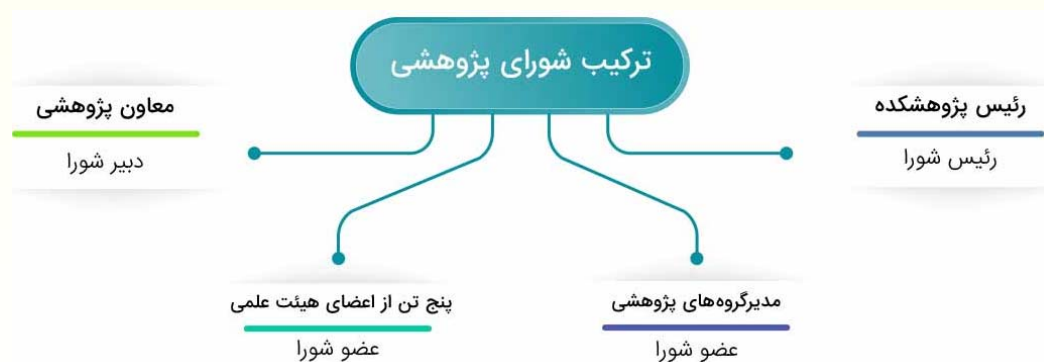 ترکیب شورای پژوهشی
رئیس پژوهشکده
رئیس شورا
معاون پژوهشی
دبیر شورا
مدیرگروه‌های پژوهشی
عضو شورا
پنج تن از اعضای هیئت علمی
عضو شورا